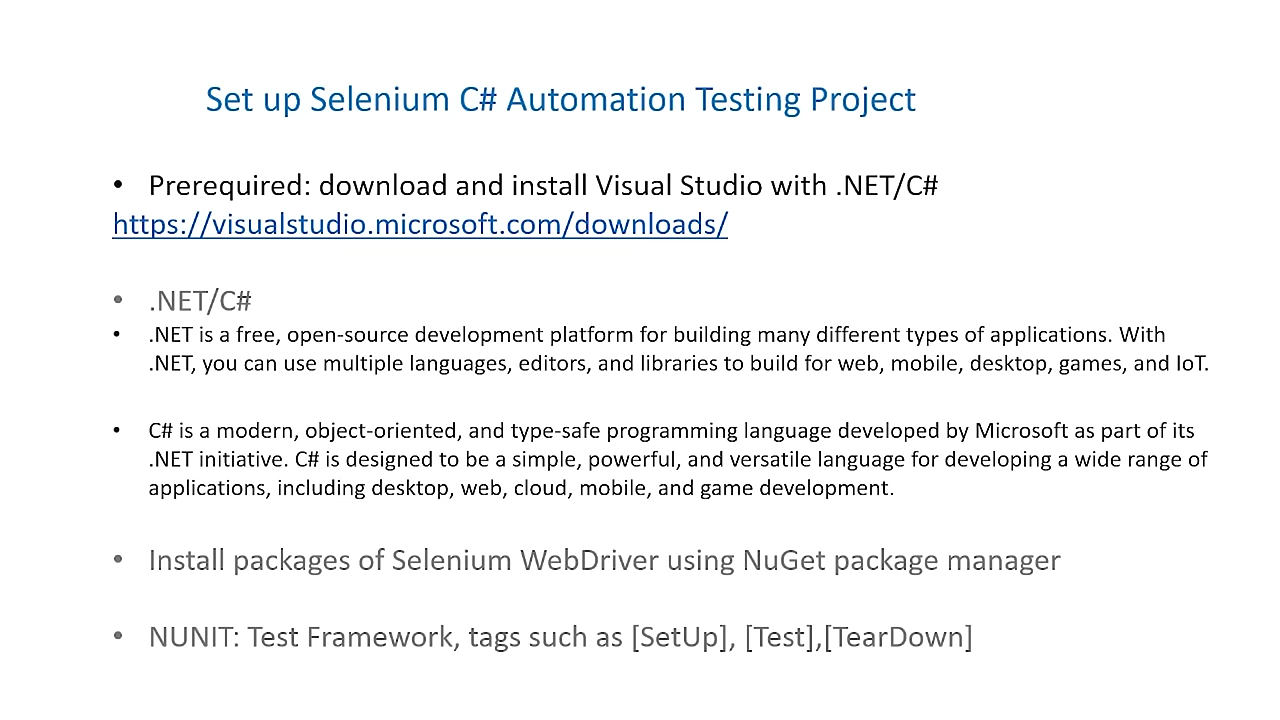 Set up Selenium C# Automation Testing Project
• Prerequired: download and install Visual Studio with .NET/C#
https://visualstudio.microsoft.com/downloads/
• .NET/C#
• .NET is a free, open-source development platform for building many different types of applications. With
.NET, you can use multiple languages, editors, and libraries to build for web, mobile, desktop, games, and IoT.
• C# is a modern, object-oriented, and type-safe programming language developed by Microsoft as part of its
.NET initiative. C# is designed to be a simple, powerful, and versatile language for developing a wide range of
applications, including desktop, web, cloud, mobile, and game development.
• Install packages of Selenium WebDriver using NuGet package manager
• NUNIT: Test Framework, tags such as [SetUp], [Test],[TearDown]